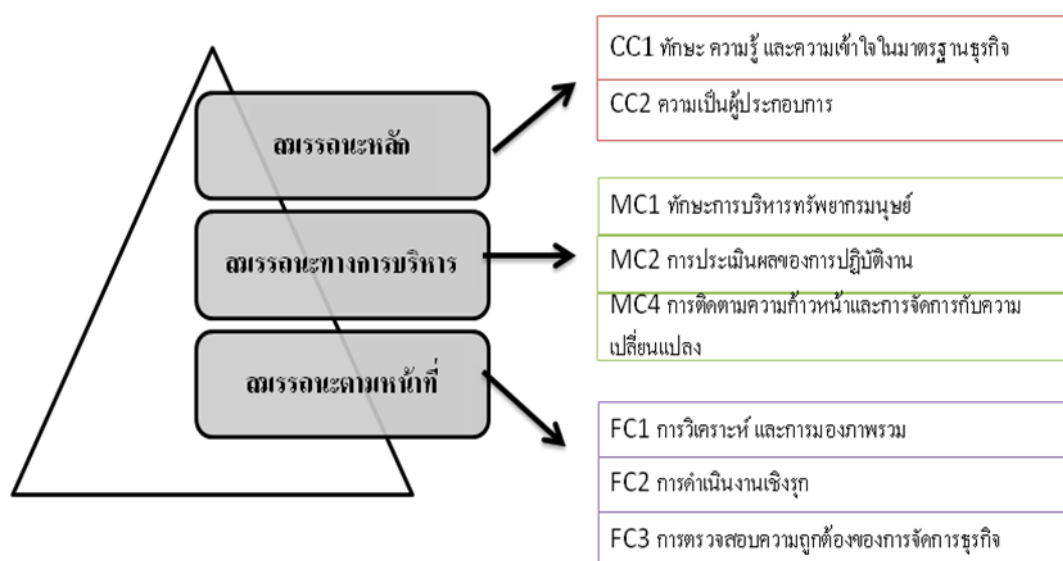 สมรรถนะหลัก
CC1 ทักษะ ความรู้ และความเข้าใจในมาตรฐานธุรกิจ
CC2 ความเป็นผู้ประกอบการ
สมรรถนะทางการบริหาร
MC1 ทักษะการบริหารทรัพยากรมนุษย์
MC2 การประเมินผลของการปฏิบัติงาน
MC4 การติดตามความก้าวหน้าและการจัดการกับความ
เปลี่ยนแปลง
สมรรถนะตามหน้าที่
FC1 การวิเคราะห์ และการมองภาพรวม
FC2 การดำเนินงานเชิงรุก
FC3 การตรวจสอบความถูกต้องของการจัดการธุรกิจ